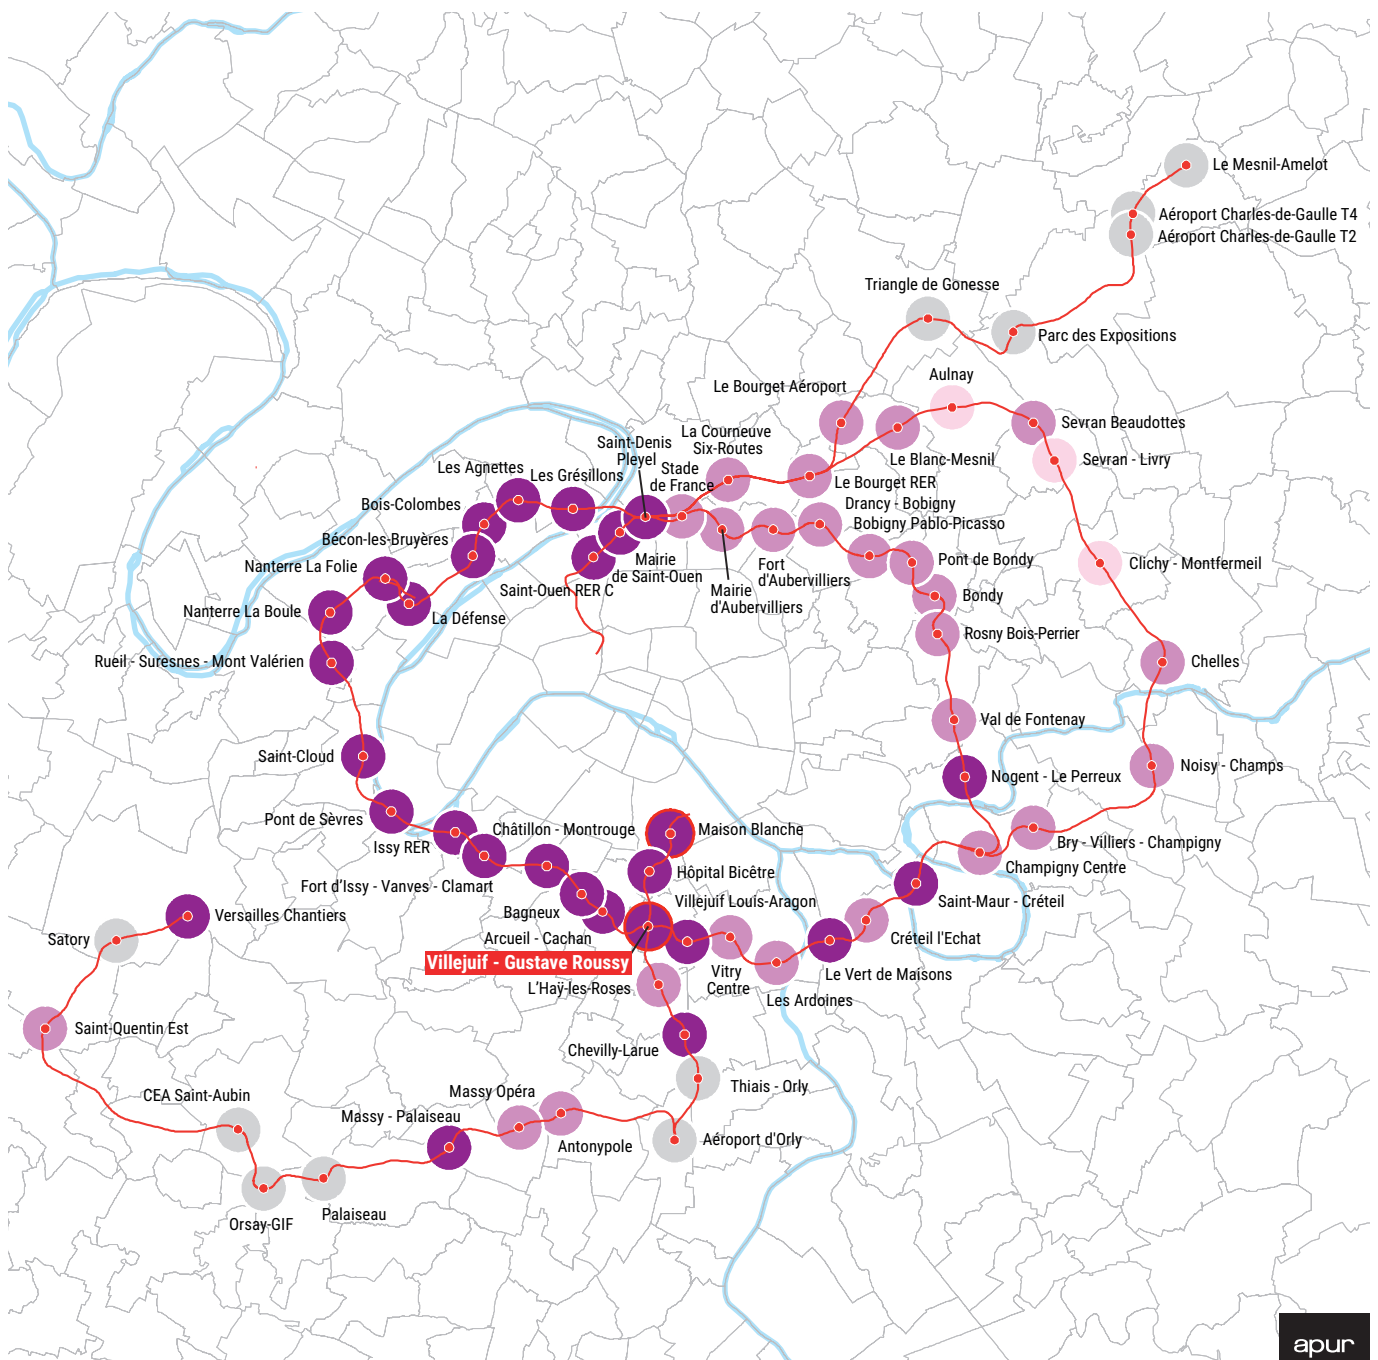 Le Mesnil-Amelot
Aéroport Charles-de-Gaulle T4
Aéroport Charles-de-Gaulle T2
Triangle de Gonesse
Parc des Expositions
Aulnay
Le Bourget Aéroport
Sevran Beaudottes
La Courneuve
Six-Routes
Saint-Denis
Pleyel
Le Blanc-Mesnil
Sevran - Livry
Stade
de France
Les Agnettes
Les Grésillons
Le Bourget RER
Bois-Colombes
Drancy - Bobigny
Bobigny Pablo-Picasso
Bécon-les-Bruyères
Mairie
de Saint-Ouen
Fort
d'Aubervilliers
Pont de Bondy
Clichy - Montfermeil
Nanterre La Folie
Saint-Ouen RER C
Mairie
d'Aubervilliers
Bondy
Nanterre La Boule
La Défense
Rosny Bois-Perrier
Rueil - Suresnes - Mont Valérien
Chelles
Val de Fontenay
Saint-Cloud
Noisy - Champs
Nogent - Le Perreux
Pont de Sèvres
Châtillon - Montrouge
Maison Blanche
Issy RER
Bry - Villiers - Champigny
Champigny Centre
Hôpital Bicêtre
Fort d'Issy - Vanves - Clamart
Villejuif Louis-Aragon
Saint-Maur - Créteil
Bagneux
Versailles Chantiers
Arcueil - Cachan
Créteil l'Echat
Satory
Villejuif - Gustave Roussy
Vitry
Centre
Le Vert de Maisons
L'Haÿ-les-Roses
Les Ardoines
Saint-Quentin Est
Chevilly-Larue
Thiais - Orly
CEA Saint-Aubin
Massy Opéra
Massy - Palaiseau
Antonypole
Aéroport d'Orly
Palaiseau
Orsay-GIF
apur